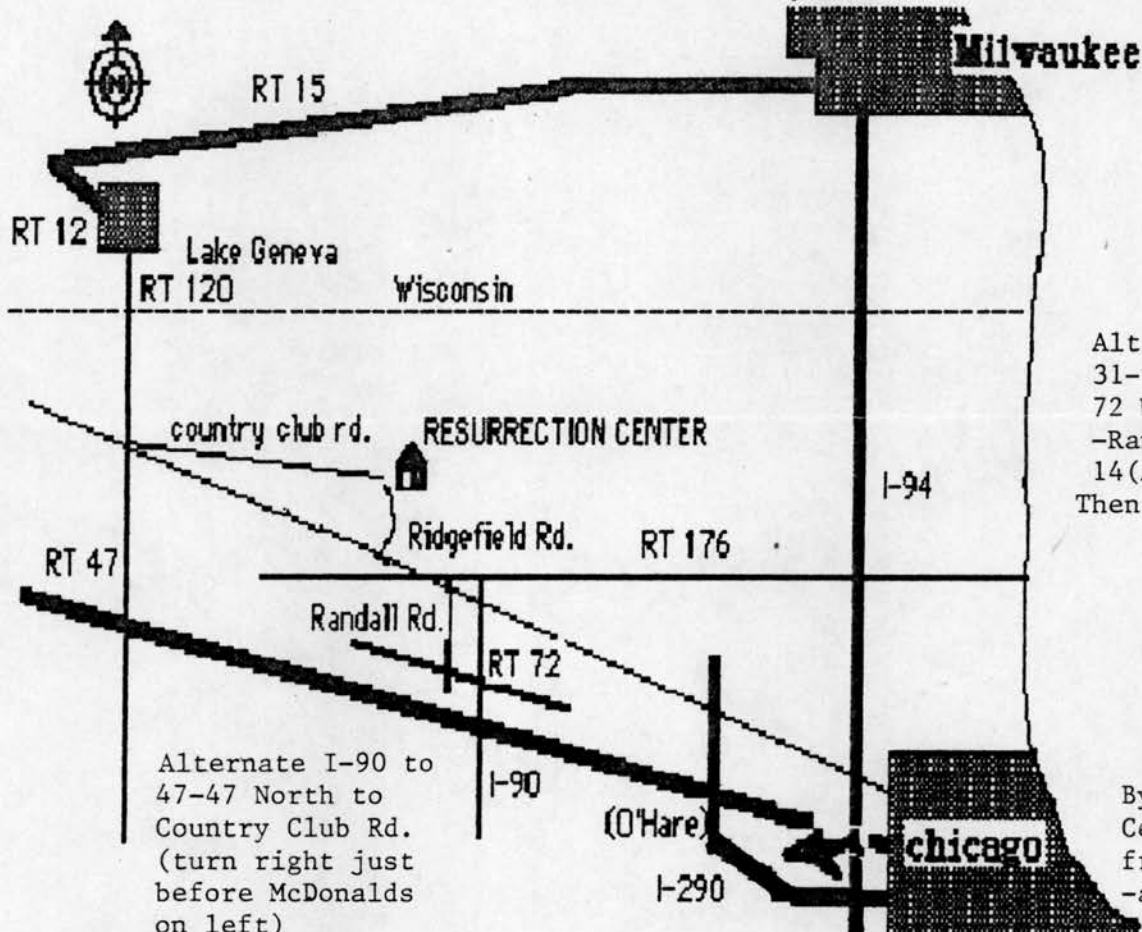 Milwaukee
RT 15
N
RT 12
Lake Geneva
RT 120
Wisconsin
country club rd.
RESURRECTION CENTER
I-94
Ridgefield Rd.
RT 176
RT 47
Randall Rd.
RT 72
Alternate I-90 to
47-47 North to
Country Club Rd.
(turn right just
before McDonalds
on left)
I-90
(O'Hare)
chicago
I-290
Alt
31-
72
-Ra
14(
Then
By
Ca
fr
-a